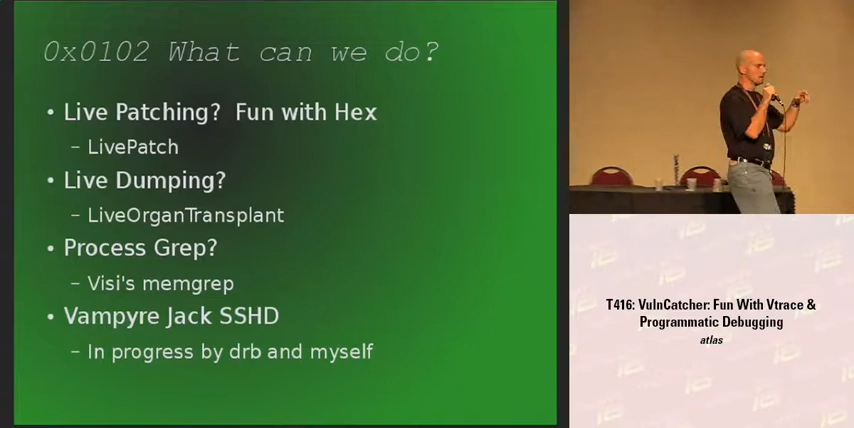 0x0102 What can we do?
• Live Patching?  Fun with Hex
– LivePatch
• Live Dumping?
– LiveOrganTransplant
• Process Grep?
– Visi's memgrep
• Vampyre Jack SSHD
– In progress by drb and myself
T416: VulnCatcher: Fun With Vtrace &
Programmatic Debugging
atlas